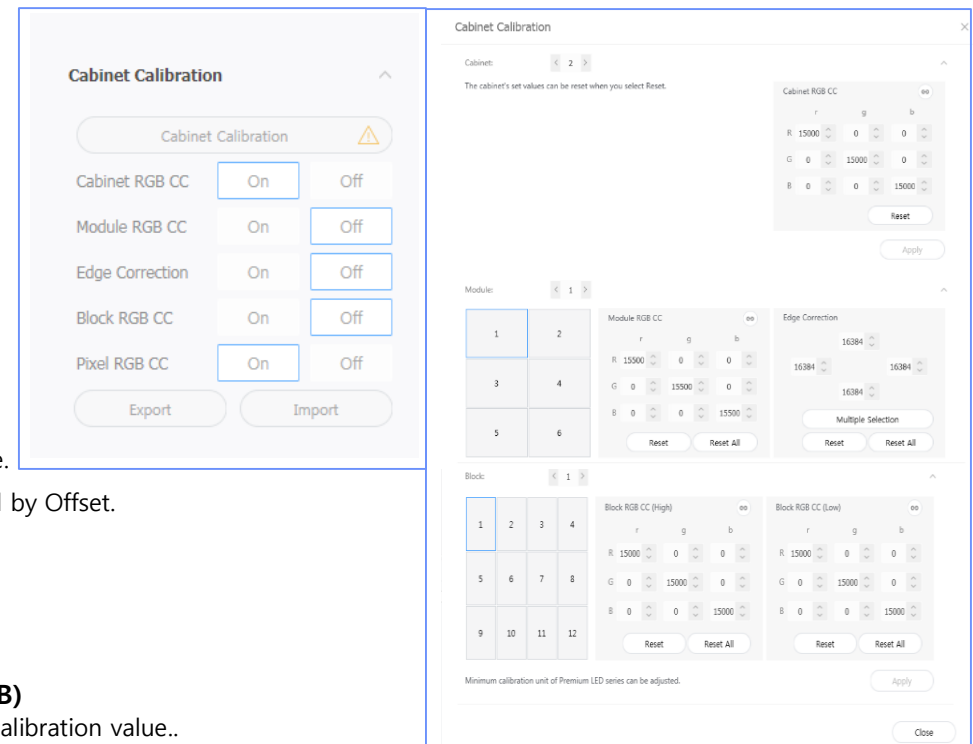 Cabinet Calibration
Cabinet Calibration
Cabinet RGB CC On Off
Module RGB CC On Off
Edge Correction On Off
Block RGB CC On Off
Pixel RGB CC On Off
Export Import
e.
by Offset.
B)
alibration value..
Cabinet Calibration ×
Cabinet: < 2 >
The cabinet's set values can be reset when you select Reset.
Cabinet RGB CC
r g b
R 15000 0 0
G 0 15000 0
B 0 0 15000
Reset
Apply
Module: < 1 >
1 2
3 4
5 6
Module RGB CC
r g b
R 15500 0 0
G 0 15500 0
B 0 0 15500
Reset Reset All
Edge Correction
16384
16384 16384
16384
Multiple Selection
Reset Reset All
Block: < 1 >
1 2 3 4
5 6 7 8
9 10 11 12
Block RGB CC (High)
r g b
R 15000 0 0
G 0 15000 0
B 0 0 15000
Reset Reset All
Block RGB CC (Low)
r g b
R 15000 0 0
G 0 15000 0
B 0 0 15000
Reset Reset All
Minimum calibration unit of Premium LED series can be adjusted.
Apply
Close